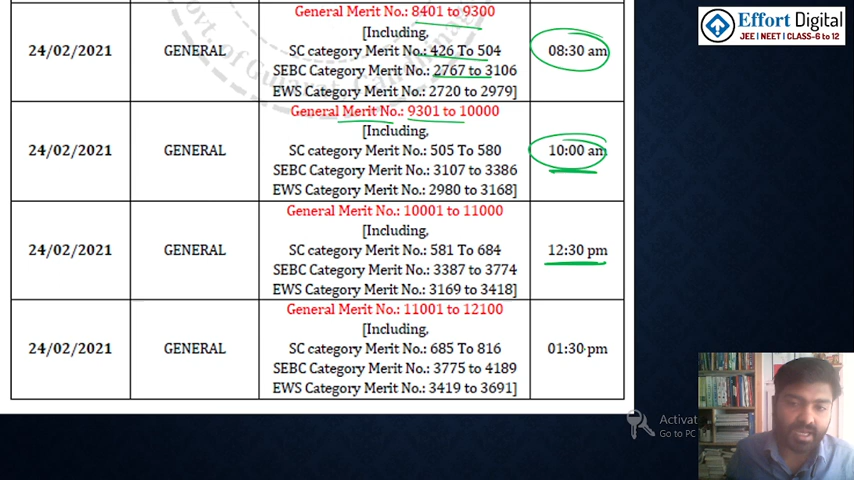 Effort Digital
JEE | NEET | CLASS-6 to 12
General Merit No.: 8401 to 9300
24/02/2021 GENERAL [Including, 08:30 am
SC category Merit No.: 426 To 504
SEBC Category Merit No.: 2767 to 3106
EWS Category Merit No.: 2720 to 2979]
General Merit No.: 9301 to 10000
24/02/2021 GENERAL [Including, 10:00 am
SC category Merit No.: 505 To 580
SEBC Category Merit No.: 3107 to 3386
EWS Category Merit No.: 2980 to 3168]
General Merit No.: 10001 to 11000
24/02/2021 GENERAL [Including, 12:30 pm
SC category Merit No.: 581 To 684
SEBC Category Merit No.: 3387 to 3774
EWS Category Merit No.: 3169 to 3418]
General Merit No.: 11001 to 12100
24/02/2021 GENERAL [Including, 01:30 pm
SC category Merit No.: 685 To 816
SEBC Category Merit No.: 3775 to 4189
EWS Category Merit No.: 3419 to 3691]
Activat
Go to PC